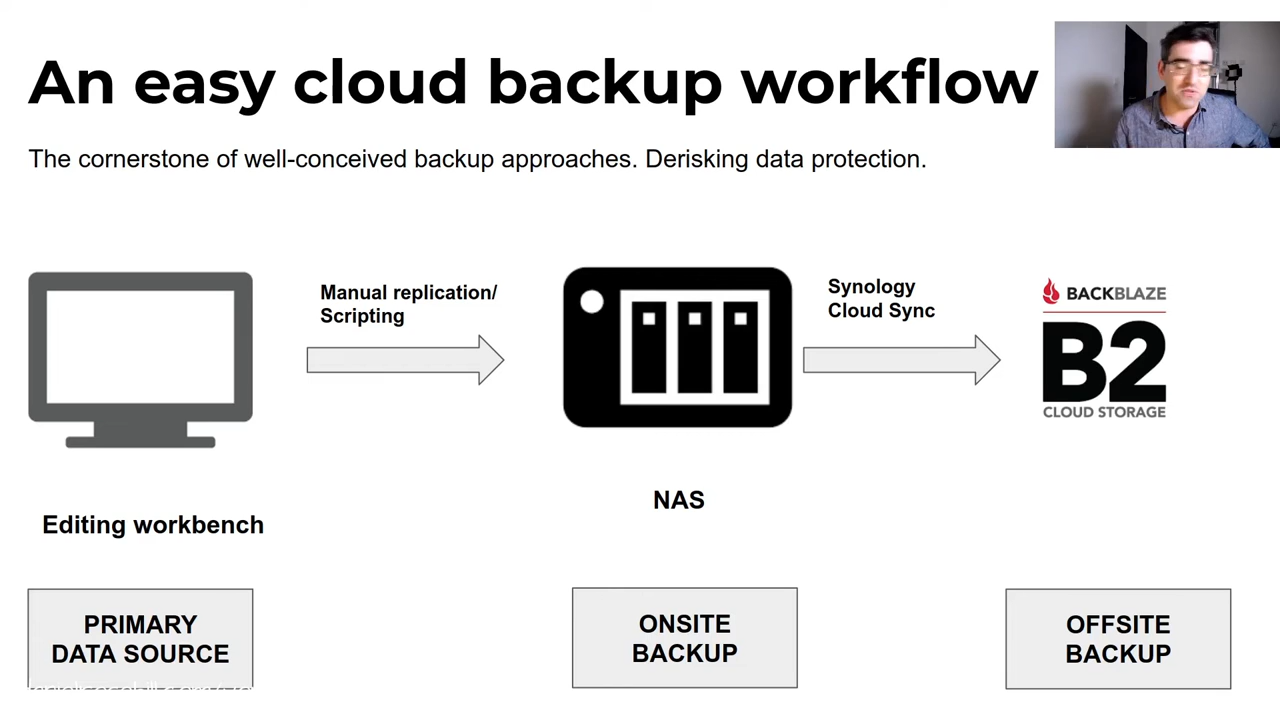 An easy cloud backup workflow
The cornerstone of well-conceived backup approaches. Derisking data protection.
Manual replication/
Scripting
Synology
Cloud Sync
BACKBLAZE
B2
CLOUD STORAGE
NAS
Editing workbench
PRIMARY
DATA SOURCE
ONSITE
BACKUP
OFFSITE
BACKUP